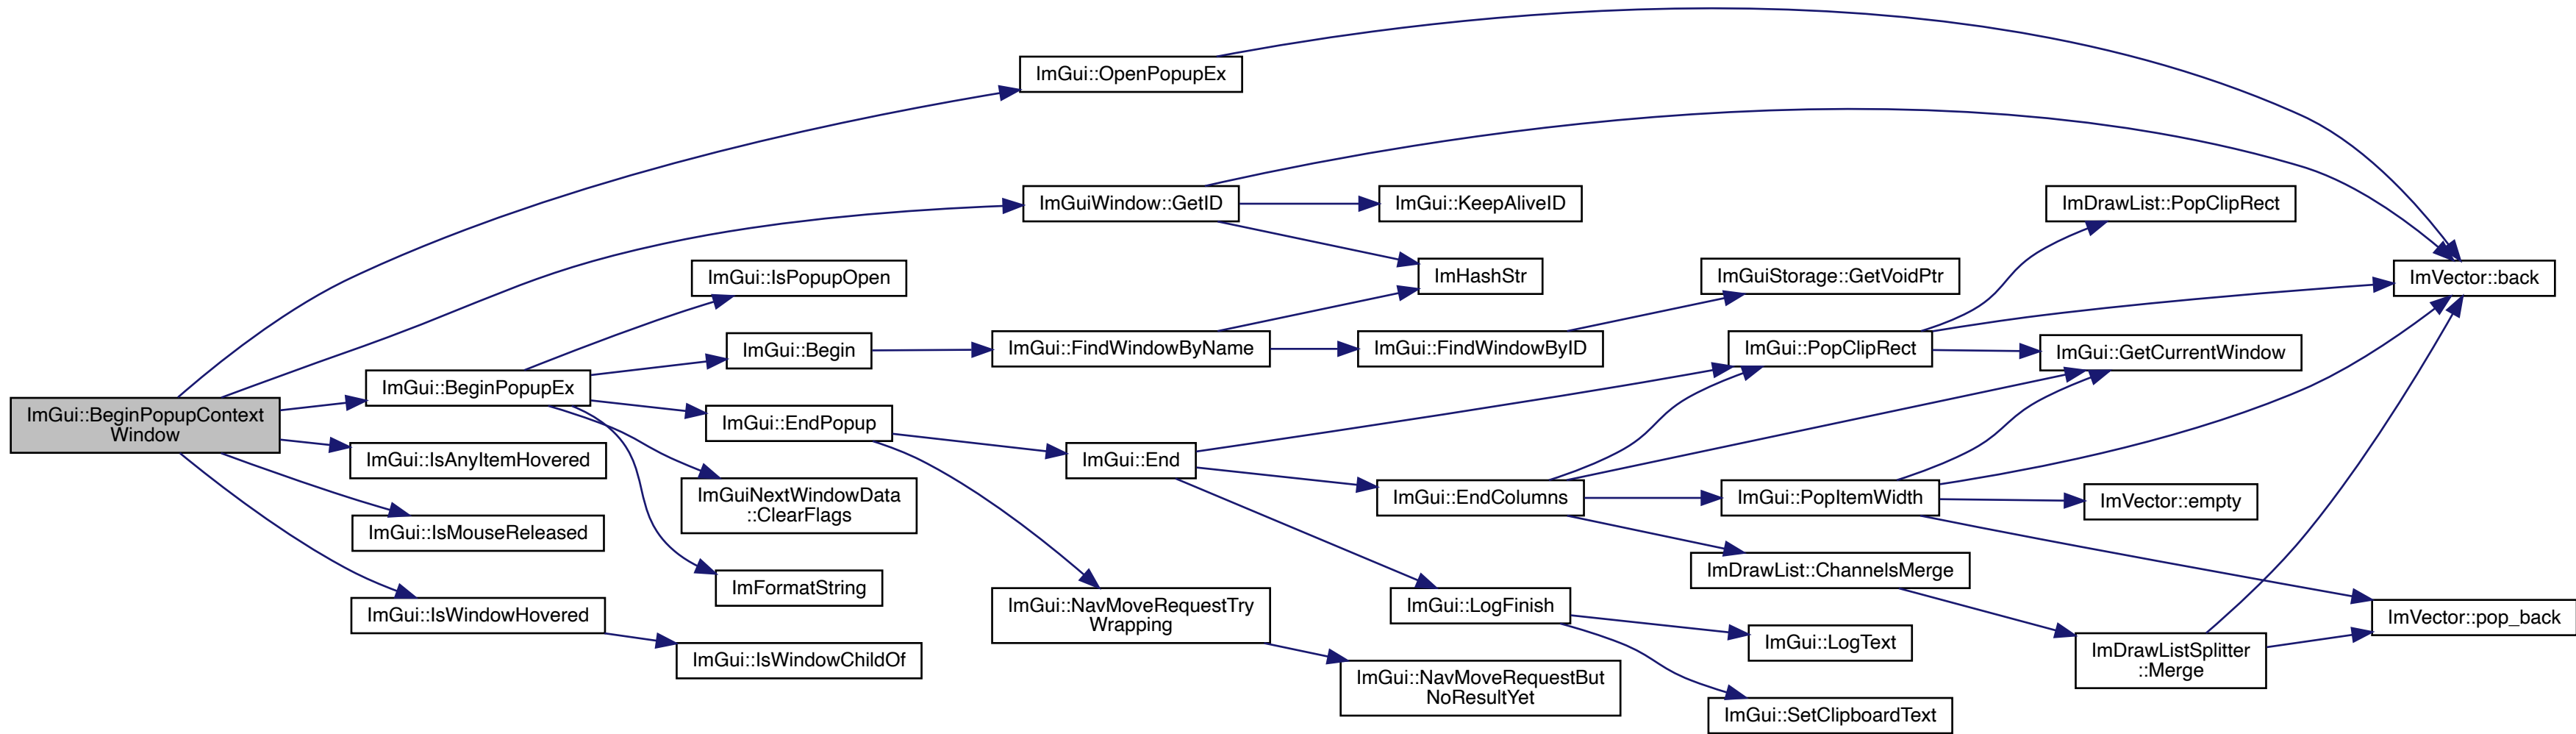 ImGui::BeginPopupContext
Window
ImGui::OpenPopupEx
ImGuiWindow::GetID
ImGui::BeginPopupEx
ImGui::IsAnyItemHovered
ImGui::IsMouseReleased
ImGui::IsWindowHovered
ImGui::IsPopupOpen
ImGui::Begin
ImGui::EndPopup
ImGuiNextWindowData
::ClearFlags
ImFormatString
ImGui::IsWindowChildOf
ImGui::FindWindowByName
ImGui::End
ImGui::NavMoveRequestTry
Wrapping
ImGui::KeepAliveID
ImHashStr
ImGui::FindWindowByID
ImGui::EndColumns
ImGui::LogFinish
ImGui::NavMoveRequestBut
NoResultYet
ImGuiStorage::GetVoidPtr
ImGui::PopClipRect
ImGui::PopItemWidth
ImDrawList::ChannelsMerge
ImGui::LogText
ImGui::SetClipboardText
ImDrawList::PopClipRect
ImGui::GetCurrentWindow
ImVector::empty
ImDrawListSplitter
::Merge
ImVector::back
ImVector::pop_back